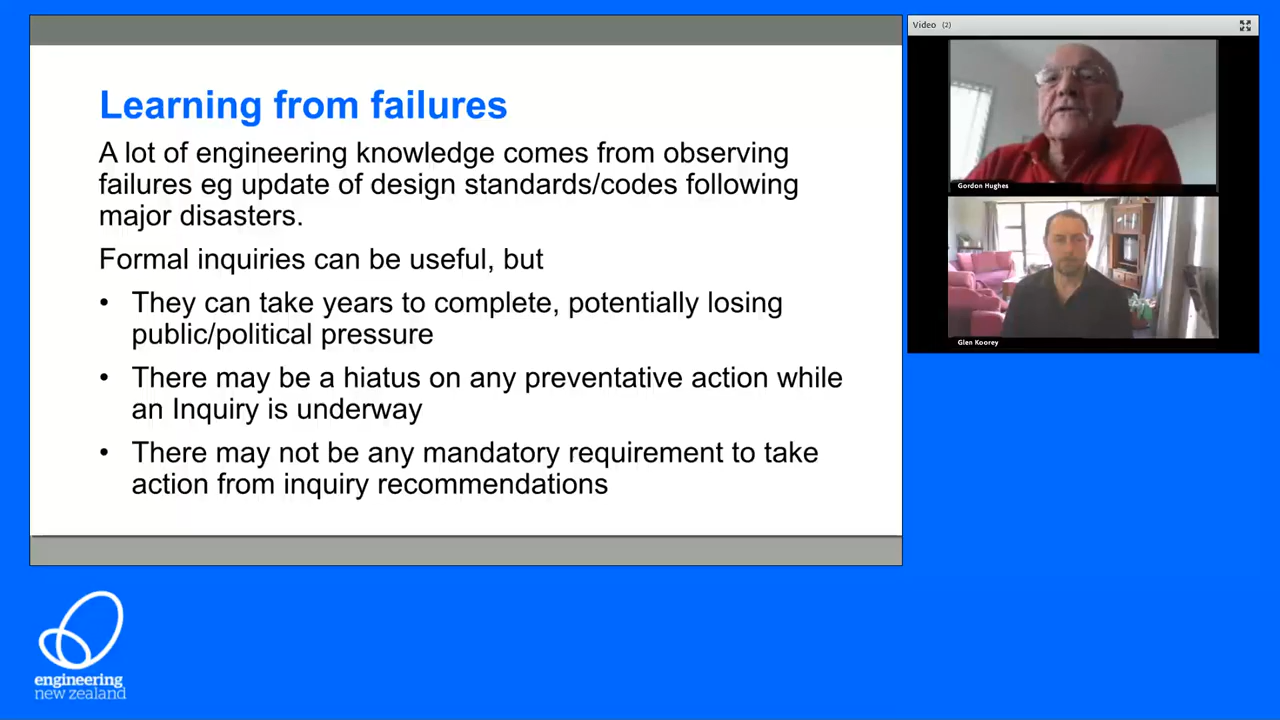 Learning from failures
A lot of engineering knowledge comes from observing
failures eg update of design standards/codes following
major disasters.
Formal inquiries can be useful, but
• They can take years to complete, potentially losing
public/political pressure
• There may be a hiatus on any preventative action while
an Inquiry is underway
• There may not be any mandatory requirement to take
action from inquiry recommendations
Video (2)
Gordon Hughes
Glen Koorey
engineering
new zealand